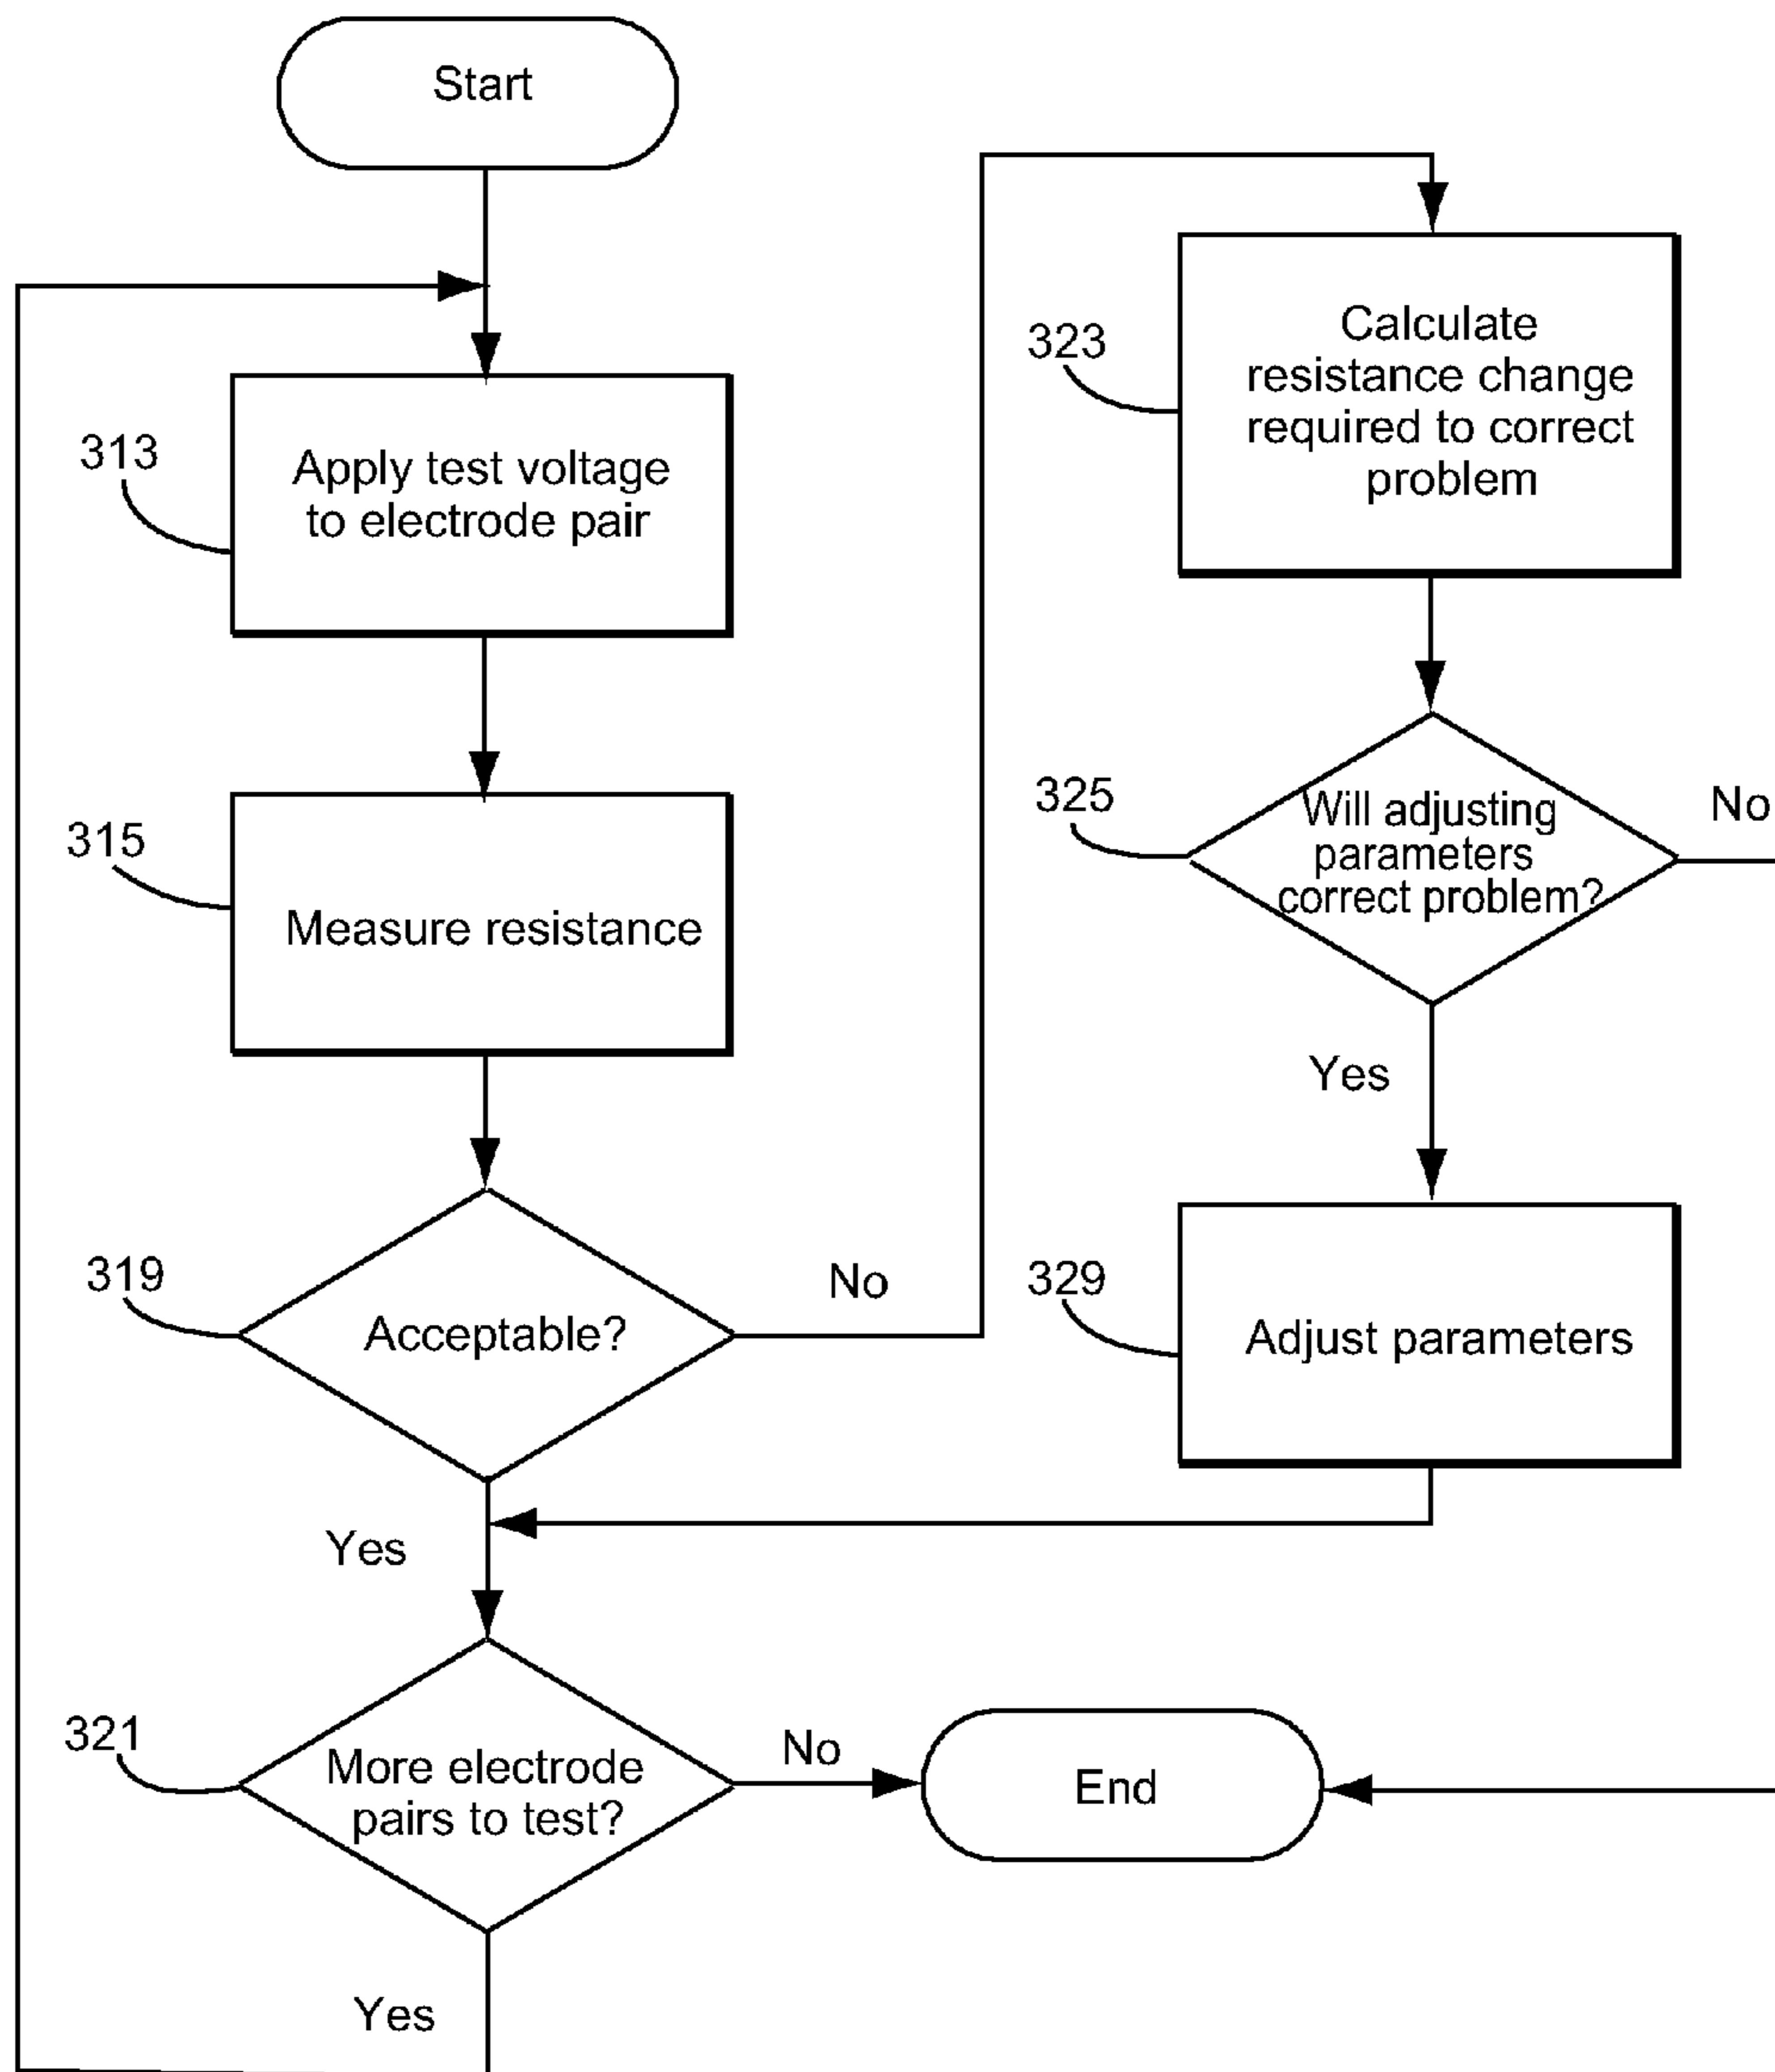 Start
313
Apply test voltage
to electrode pair
315
Measure resistance
319
Acceptable?
No
Yes
321
More electrode
pairs to test?
No
Yes
End
323
Calculate
resistance change
required to correct
problem
325
Will adjusting
parameters
correct problem?
No
Yes
329
Adjust parameters